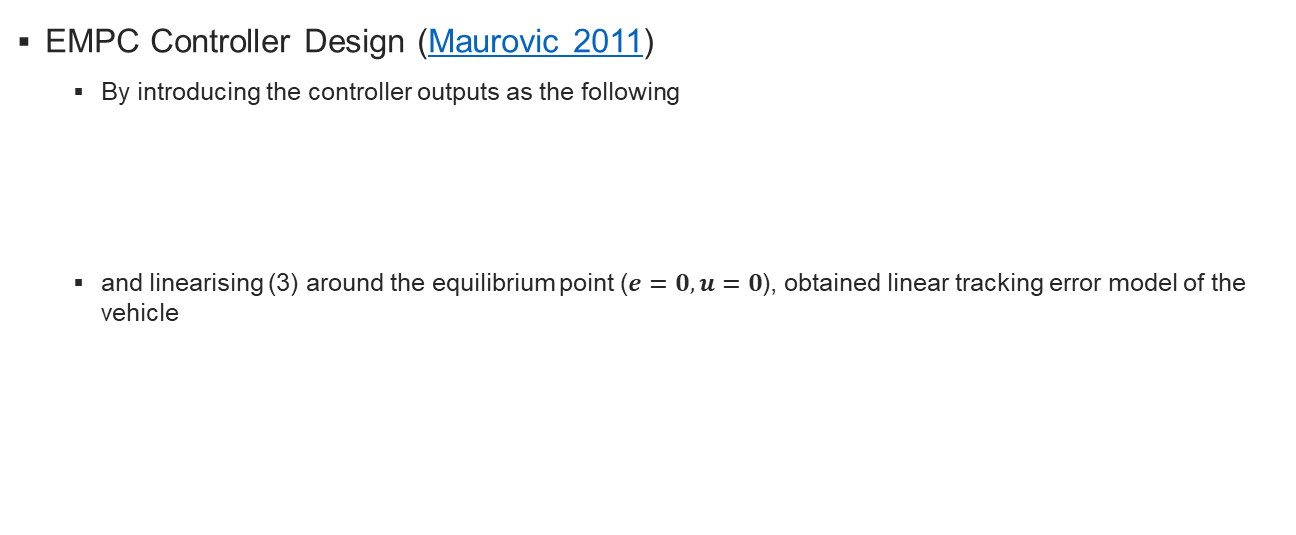 ▪ EMPC Controller Design (Maurovic 2011)
▪ By introducing the controller outputs as the following
▪ and linearising (3) around the equilibrium point (𝒆 = 𝟎, 𝒖 = 𝟎), obtained linear tracking error model of the
vehicle